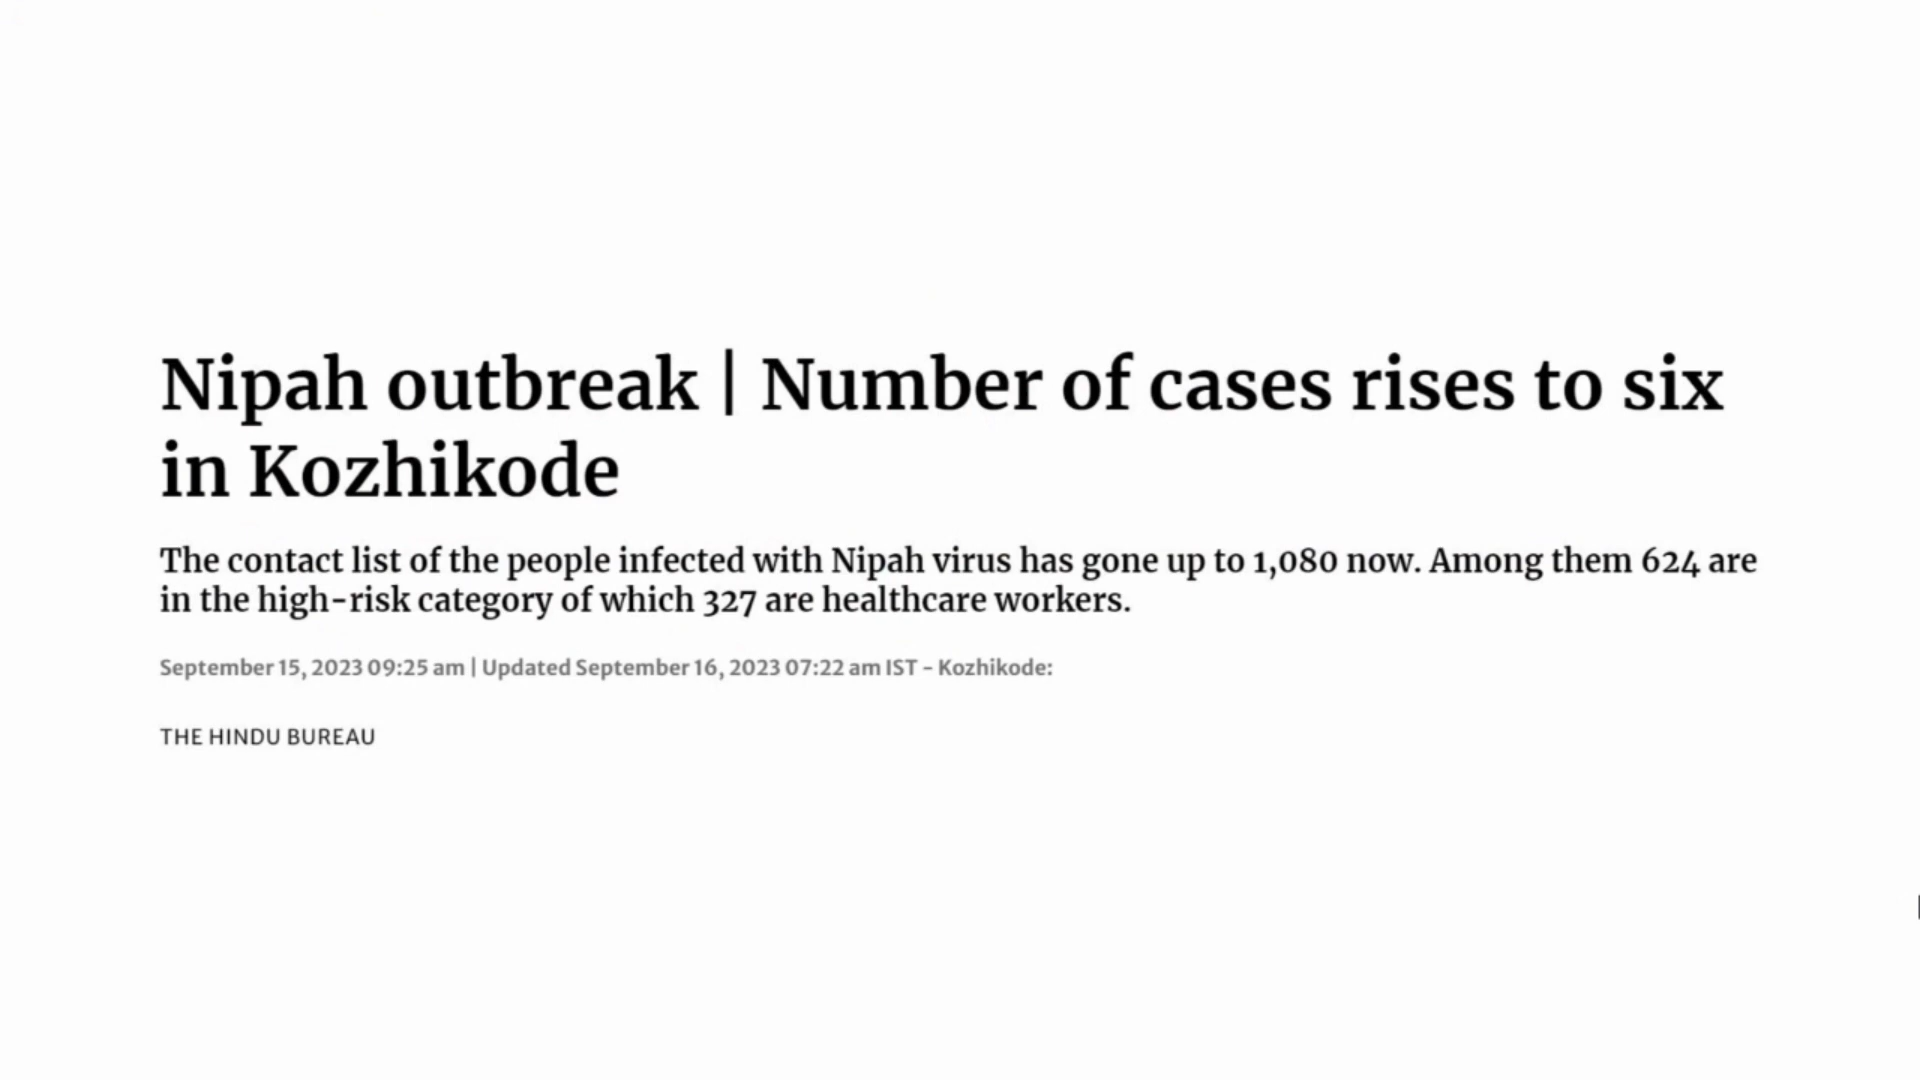 Nipah outbreak | Number of cases rises to six
in Kozhikode
The contact list of the people infected with Nipah virus has gone up to 1,080 now. Among them 624 are
in the high-risk category of which 327 are healthcare workers.
September 15, 2023 09:25 am | Updated September 16, 2023 07:22 am IST - Kozhikode:
THE HINDU BUREAU